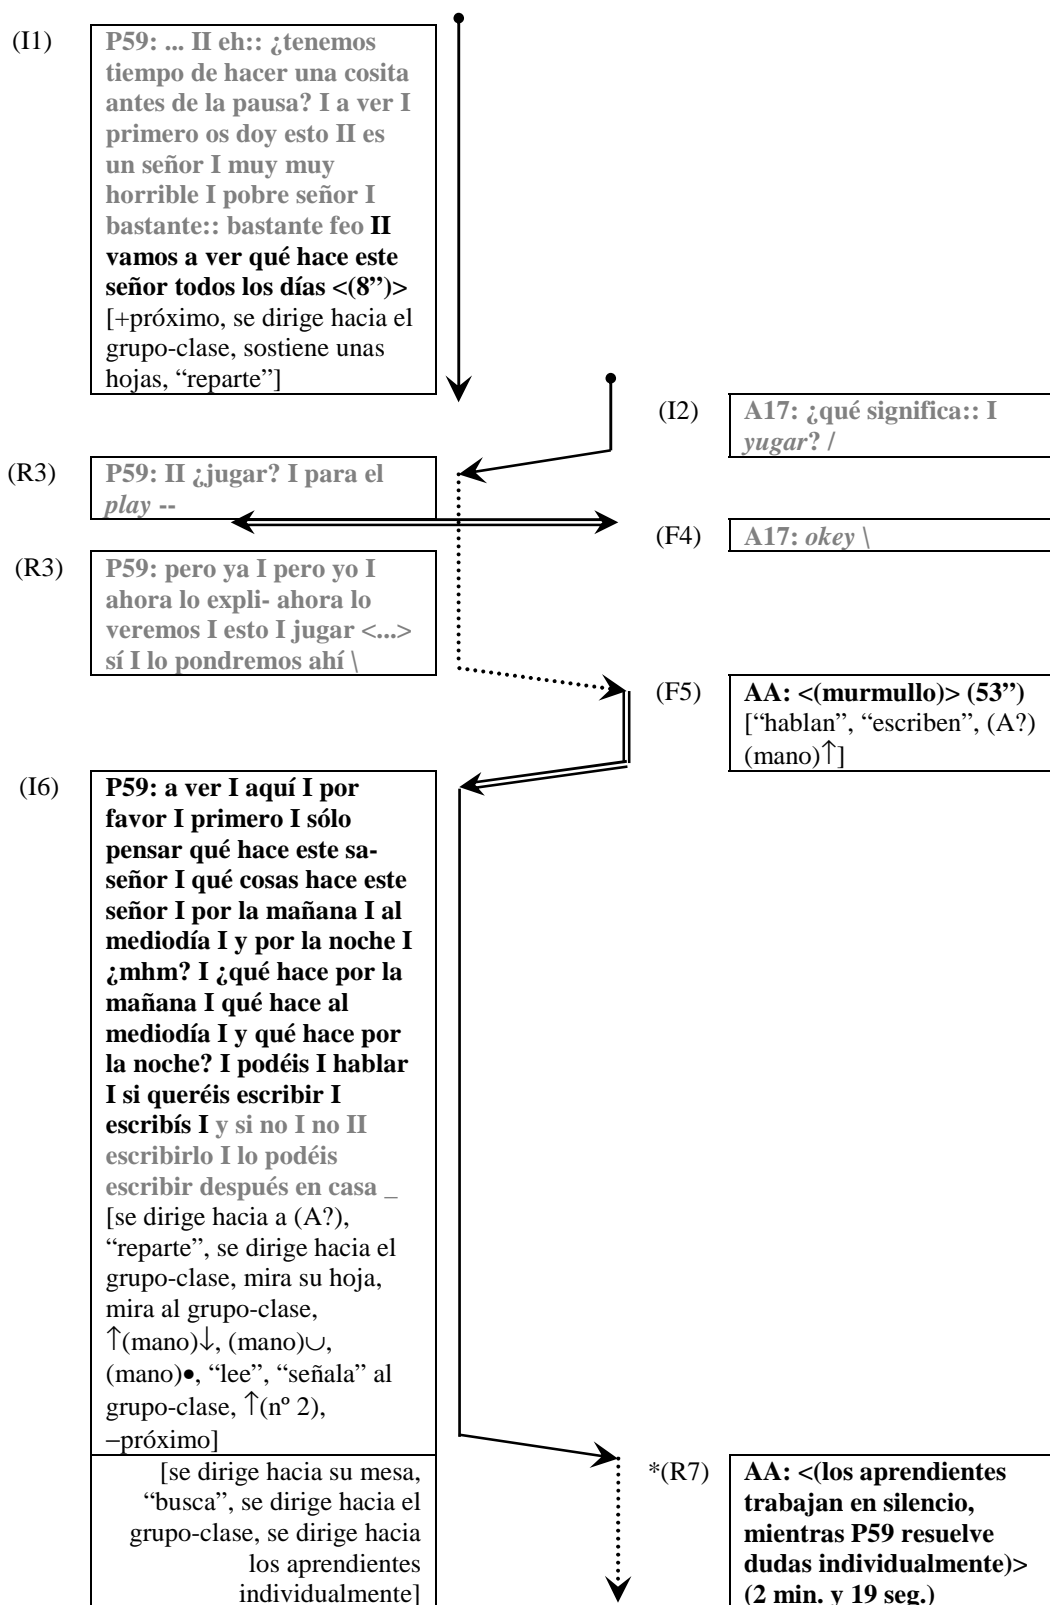 (I1)
P59: ... II eh:: ¿tenemos
tiempo de hacer una cosita
antes de la pausa? I a ver I
primero os doy esto II es
un señor I muy muy
horrible I pobre señor I
bastante:: bastante feo II
vamos a ver qué hace este
señor todos los días <(8”)>
[+próximo, se dirige hacia el
grupo-clase, sostiene unas
hojas, “reparte”]
(I2)
A17: ¿qué significa:: I
yugar? /
(R3)
P59: II ¿jugar? I para el
play --
(F4)
A17: okey \
(R3)
P59: pero ya I pero yo I
ahora lo expli- ahora lo
veremos I esto I jugar <...>
sí I lo pondremos ahí \
(F5)
AA: <(murmullo)> (53”)
[“hablan”, “escriben”, (A?)
(mano)↑]
(I6)
P59: a ver I aquí I por
favor I primero I sólo
pensar qué hace este sa-
señor I qué cosas hace este
señor I por la mañana I al
mediodía I y por la noche I
¿mhm? I ¿qué hace por la
mañana I qué hace al
mediodía I y qué hace por
la noche? I podéis I hablar
I si queréis escribir I
escribís I y si no I no II
escribirlo I lo podéis
escribir después en casa _
[se dirige hacia a (A?),
“reparte”, se dirige hacia el
grupo-clase, mira su hoja,
mira al grupo-clase,
↑(mano)↓, (mano)∪,
(mano)•, “lee”, “señala” al
grupo-clase, ↑(nº 2),
−próximo]
[se dirige hacia su mesa,
“busca”, se dirige hacia el
grupo-clase, se dirige hacia
los aprendientes
individualmente]
*(R7)
AA: <(los aprendientes
trabajan en silencio,
mientras P59 resuelve
dudas individualmente)>
(2 min. y 19 seg.)